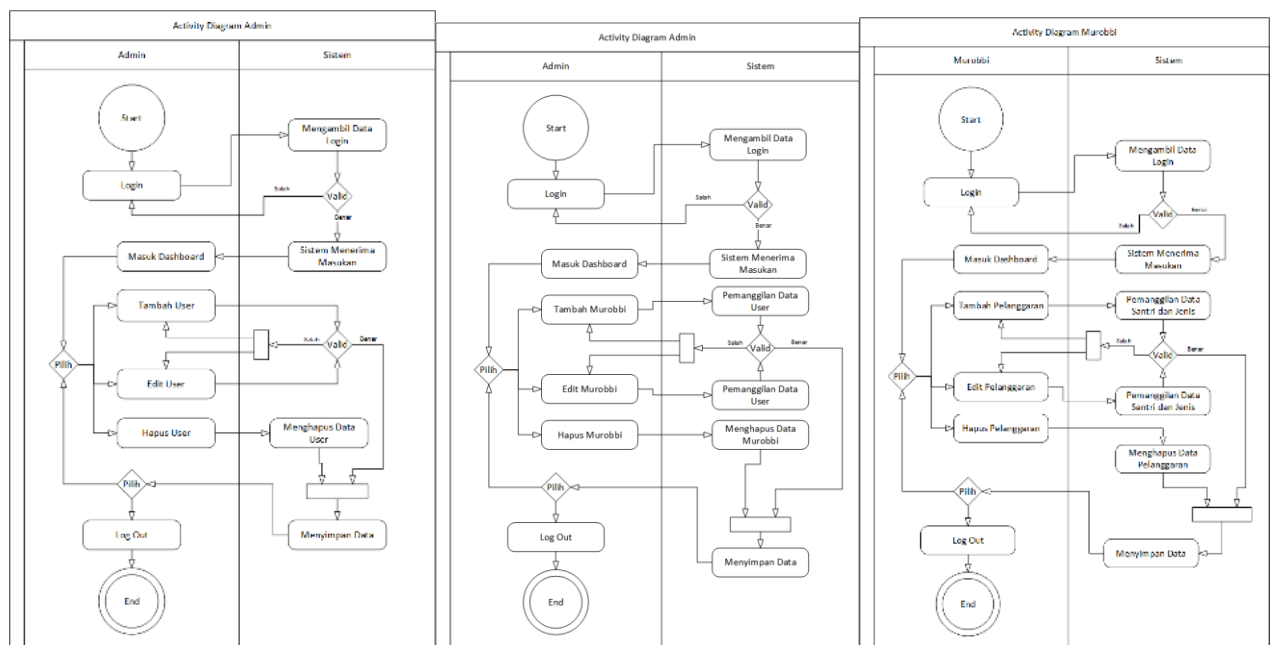 Activity Diagram Admin
Admin
Sistem
Start
Mengambil Data
Login
Login
Salah
Valid
Benar
Masuk Dashboard
Sistem Menerima
Masukan
Tambah User
Salah
Valid
Benar
Pilih
Edit User
Hapus User
Menghapus Data
User
Pilih
Log Out
Menyimpan Data
End
Activity Diagram Admin
Admin
Sistem
Start
Mengambil Data
Login
Login
Salah
Valid
Benar
Masuk Dashboard
Sistem Menerima
Masukan
Tambah Murobbi
Pemanggilan Data
User
Salah
Valid
Benar
Pilih
Edit Murobbi
Pemanggilan Data
User
Hapus Murobbi
Menghapus Data
Murobbi
Pilih
Log Out
Menyimpan Data
End
Activity Diagram Murobbi
Murobbi
Sistem
Start
Mengambil Data
Login
Login
Salah
Valid
Benar
Masuk Dashboard
Sistem Menerima
Masukan
Tambah Pelanggaran
Pemanggilan Data
Santri dan Jenis
Salah
Valid
Benar
Pilih
Edit Pelanggaran
Pemanggilan Data
Santri dan Jenis
Hapus Pelanggaran
Menghapus Data
Pelanggaran
Pilih
Log Out
Menyimpan Data
End